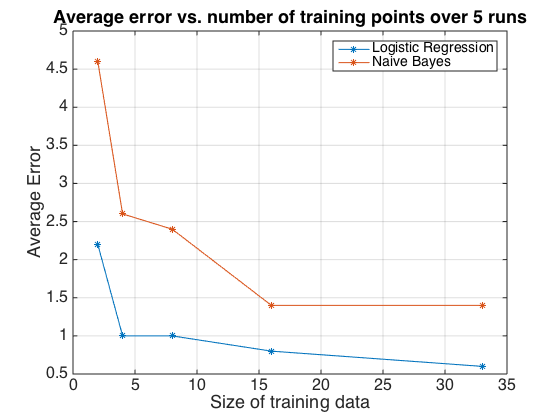 Average error vs. number of training points over 5 runs
Logistic Regression
Naive Bayes
5
4.5
4
3.5
3
2.5
2
1.5
1
0.5
Average Error
0 5 10 15 20 25 30 35
Size of training data